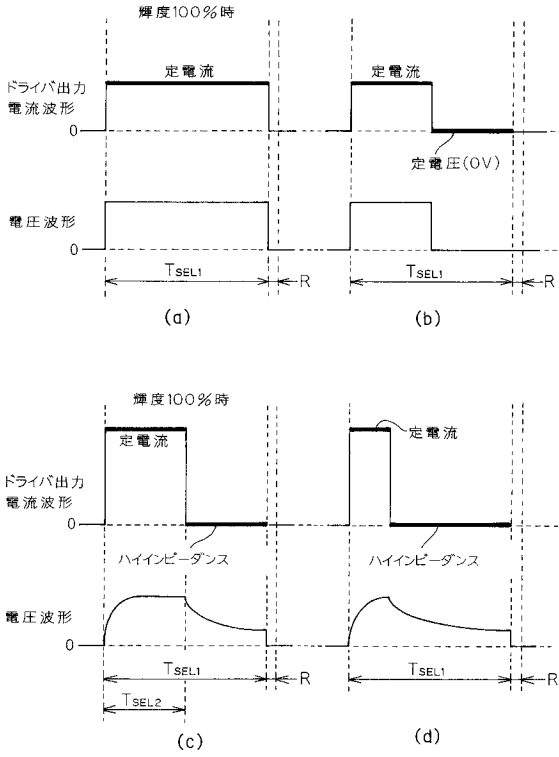 輝度100%時
定電流
定電流
ドライバ出力
電流波形
0
定電圧(0V)
電圧波形
0
TSEL1
R
TSEL1
R
(a)
(b)
輝度100%時
定電流
定電流
ドライバ出力
電流波形
0
ハイインピーダンス
ハイインピーダンス
電圧波形
0
TSEL1
R
TSEL1
R
TSEL2
(c)
(d)